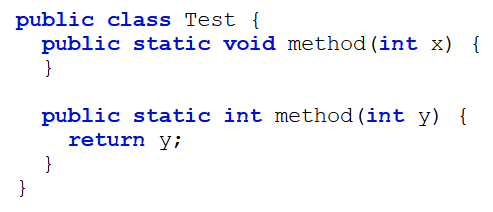 public class Test {
  public static void method(int x) {
  }

  public static int method(int y) {
    return y;
  }
}